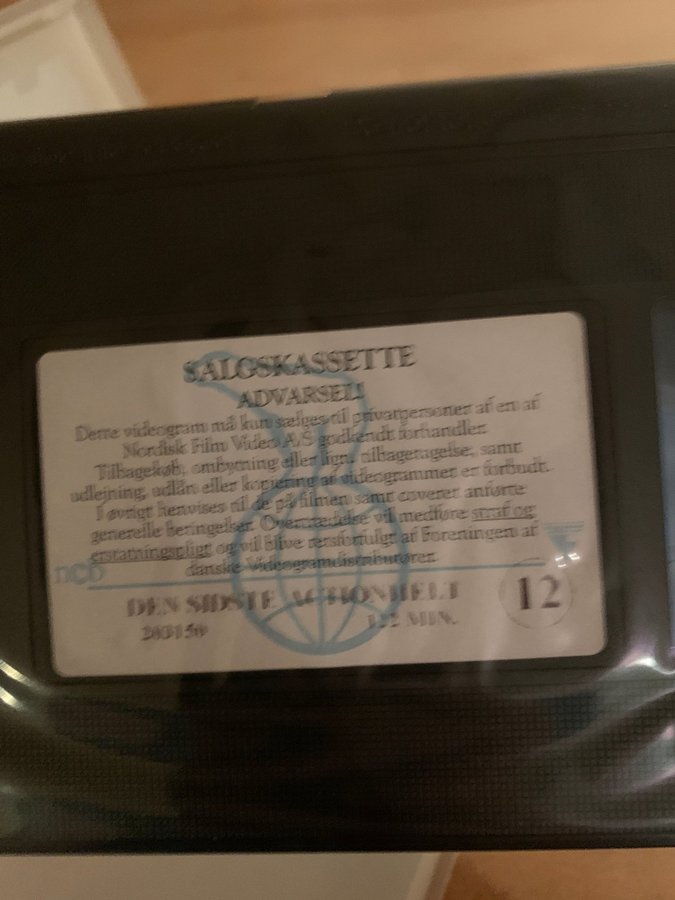 SALGSKASSETTE
ADVARSEL!
Dette videogram må kun sælges til privatpersoner af en af
Nordisk Film Video A/S godkendt forhandler.
Tilbagekøb, ombytning eller lign. tilbagetagelse, samt
udlejning, udlån eller kopiering af videogrammet er forbudt.
I øvrigt henvises til de på filmen samt coveret anførte
generelle betingelser. Overtrædelse vil medføre straf og
erstatningspligt og vil blive retsforfulgt af Foreningen af
danske Videogramdistributører.
ncb
DEN SIDSTE ACTIONHELT
12
MIN.